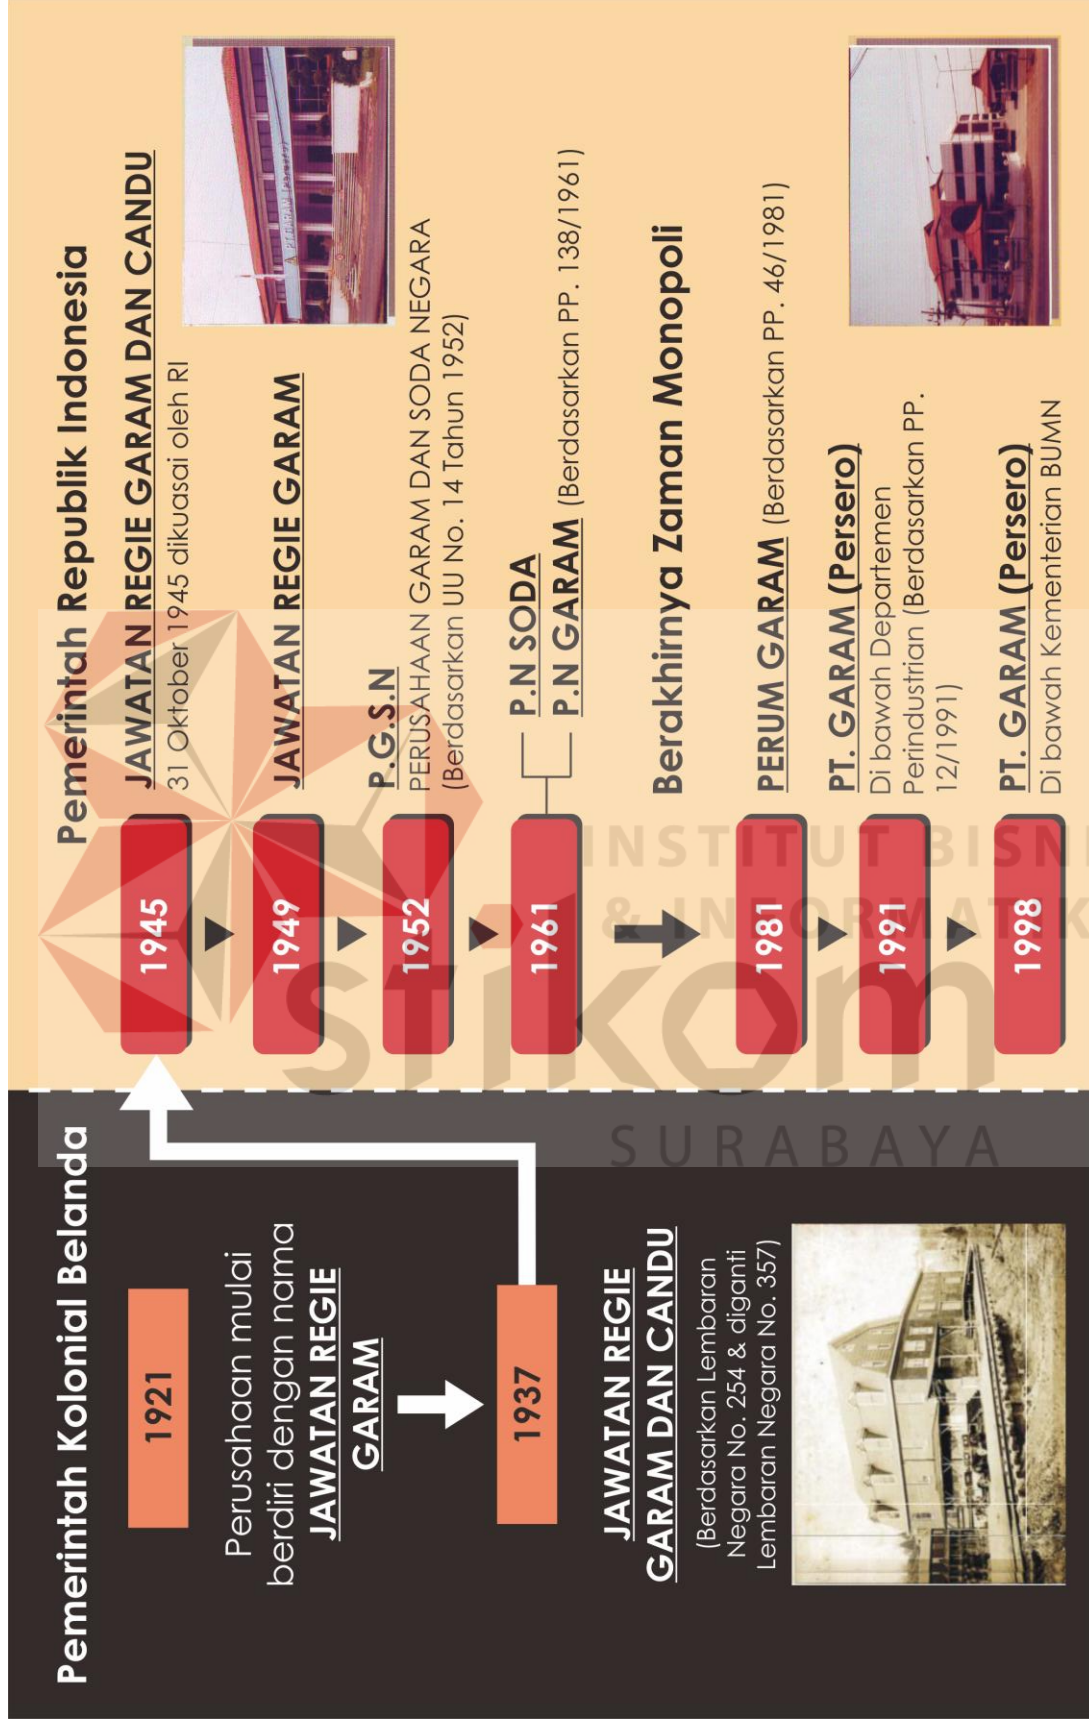 Pemerintah Kolonial Belanda
1921
Perusahaan mulai
berdiri dengan nama
JAWATAN REGIE
GARAM
1937
JAWATAN REGIE
GARAM DAN CANDU
(Berdasarkan Lembaran
Negara No. 254 & diganti
Lembaran Negara No. 357)
Pemerintah Republik Indonesia
1945
JAWATAN REGIE GARAM DAN CANDU
31 Oktober 1945 dikuasai oleh RI
1949
JAWATAN REGIE GARAM
1952
P.G.S.N
PERUSAHAAN GARAM DAN SODA NEGARA
(Berdasarkan UU No. 14 Tahun 1952)
1961
P.N SODA
P.N GARAM (Berdasarkan PP. 138/1961)
Berakhirnya Zaman Monopoli
1981
PERUM GARAM (Berdasarkan PP. 46/1981)
1991
PT. GARAM (Persero)
Di bawah Departemen
Perindustrian (Berdasarkan PP.
12/1991)
1998
PT. GARAM (Persero)
Di bawah Kementerian BUMN
PT. GARAM (PERSERO)
INSTITUT BISNI
& INFORMATIK
stikom
SURABAYA